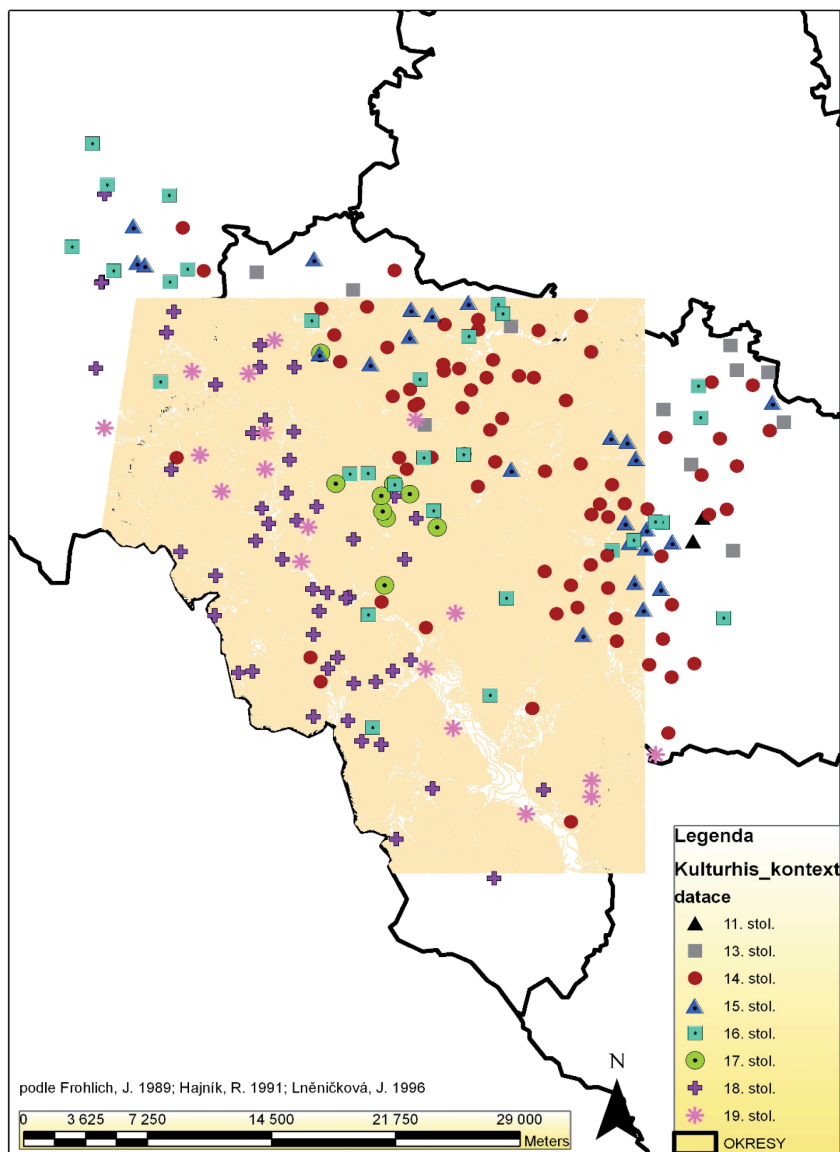 Legenda
Kulturhis_kontext
datace
11. stol.
13. stol.
14. stol.
15. stol.
16. stol.
17. stol.
18. stol.
19. stol.
OKRESY
N
podle Frohlich, J. 1989; Hajník, R. 1991; Lněničková, J. 1996
0 3 625 7 250 14 500 21 750 29 000
Meters